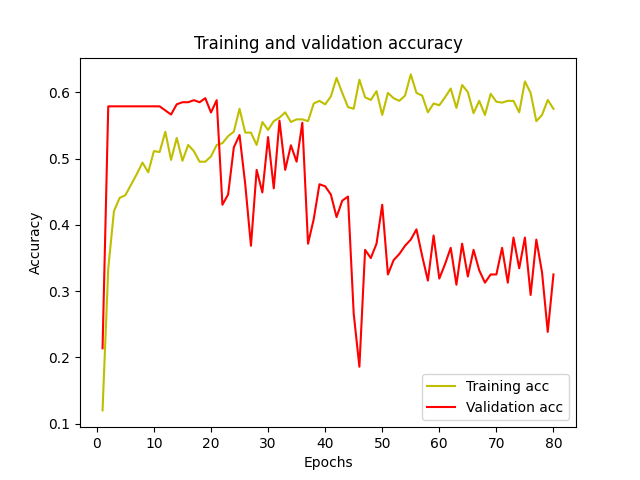 Training and validation accuracy
Accuracy
0.6
0.5
0.4
0.3
0.2
0.1
Training acc
Validation acc
0 10 20 30 40 50 60 70 80
Epochs